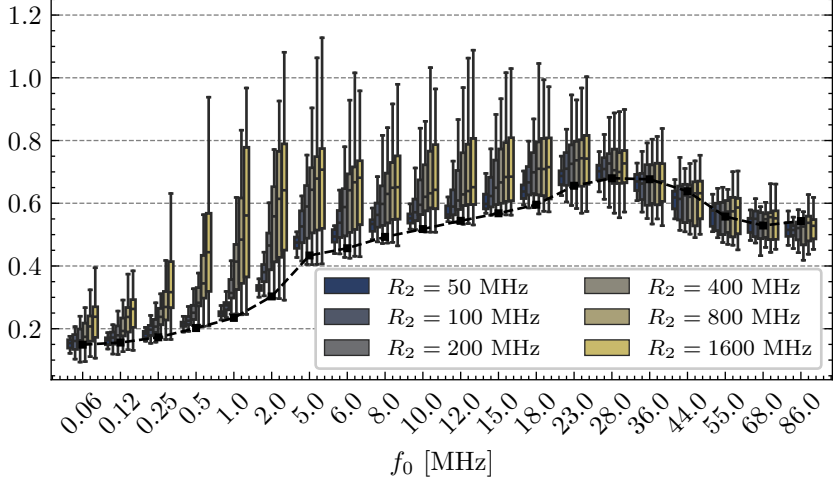 1.2
1.0
0.8
0.6
0.4
0.2
R₂ = 50 MHz
R₂ = 100 MHz
R₂ = 200 MHz
R₂ = 400 MHz
R₂ = 800 MHz
R₂ = 1600 MHz
0.06 0.12 0.25 0.5 1.0 2.0 5.0 6.0 8.0 10.0 12.0 15.0 18.0 23.0 28.0 36.0 44.0 55.0 68.0 86.0
f₀ [MHz]